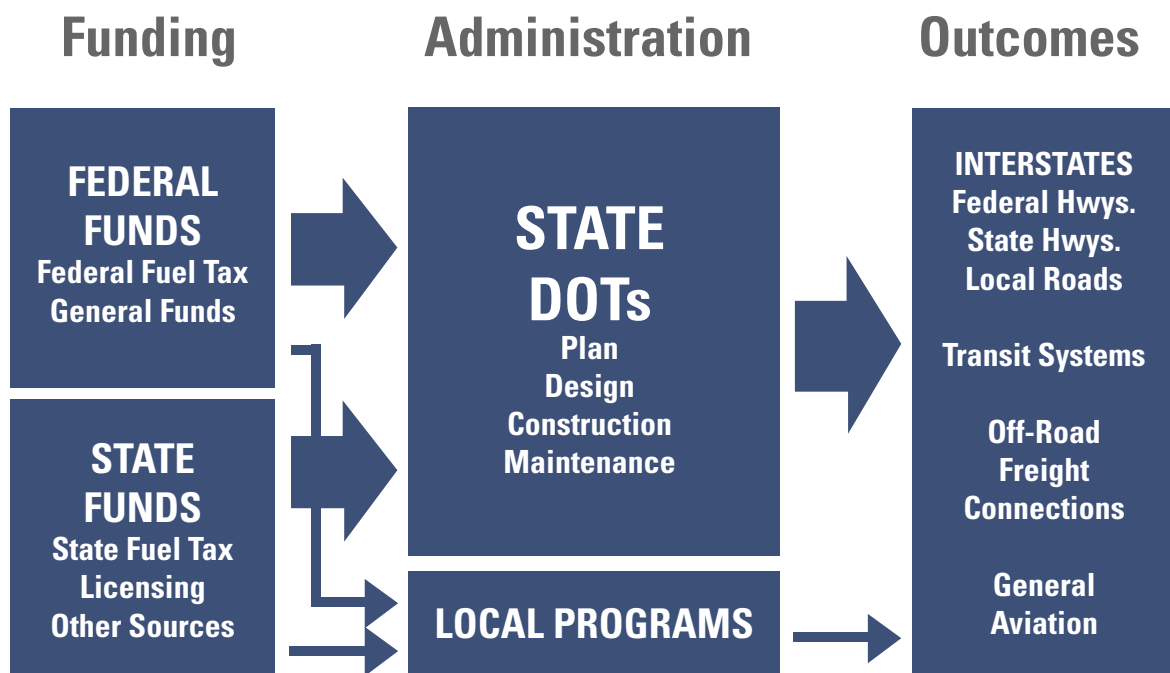 Funding
Administration
Outcomes
FEDERAL
FUNDS
Federal Fuel Tax
General Funds
STATE
FUNDS
State Fuel Tax
Licensing
Other Sources
STATE
DOTs
Plan
Design
Construction
Maintenance
LOCAL PROGRAMS
INTERSTATES
Federal Hwys.
State Hwys.
Local Roads
Transit Systems
Off-Road
Freight
Connections
General
Aviation